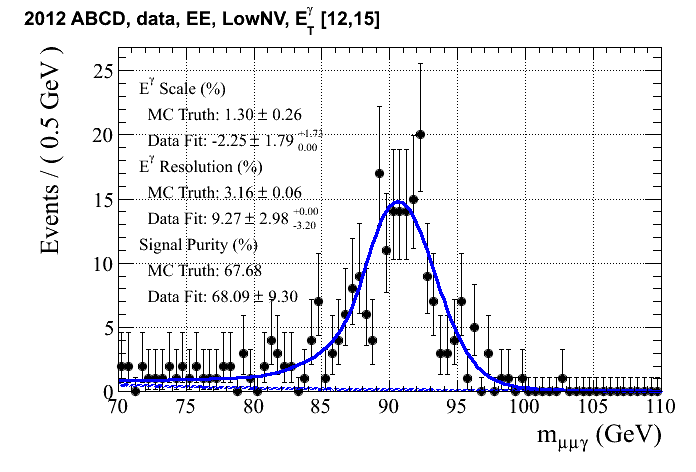 2012 ABCD, data, EE, LowNV, E_T^γ [12,15]
Events / ( 0.5 GeV )
25
20
15
10
5
0
E^γ Scale (%)
MC Truth: 1.30 ± 0.26
Data Fit: -2.25 ± 1.79 +1.73 0.00
E^γ Resolution (%)
MC Truth: 3.16 ± 0.06
Data Fit: 9.27 ± 2.98 +0.00 -3.20
Signal Purity (%)
MC Truth: 67.68
Data Fit: 68.09 ± 9.30
70 75 80 85 90 95 100 105 110
m_μμγ (GeV)